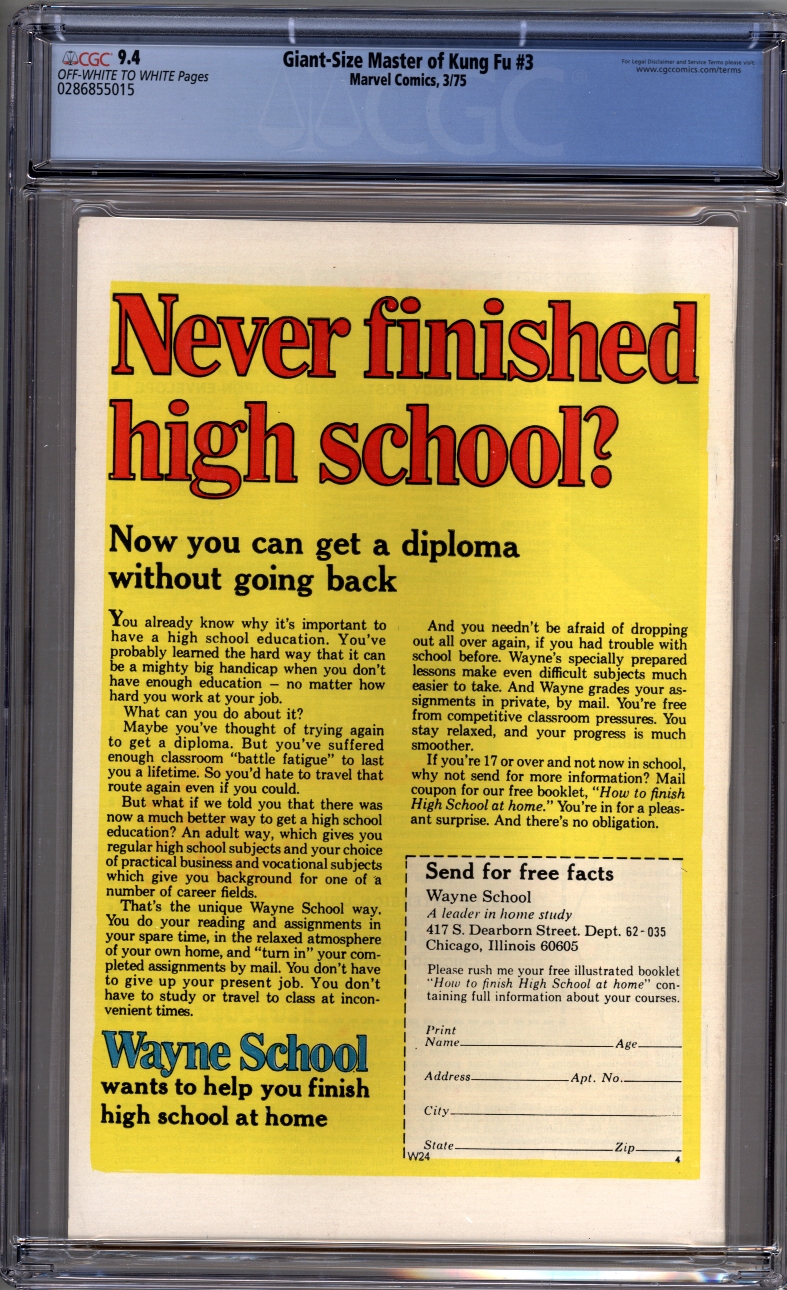 CGC 9.4
OFF-WHITE TO WHITE Pages
0286855015
Giant-Size Master of Kung Fu #3
Marvel Comics, 3/75
For Legal Disclaimer and Service Terms please visit:
www.cgccomics.com/terms
CGC
Never finished
high school?
Now you can get a diploma
without going back
You already know why it's important to
have a high school education. You've
probably learned the hard way that it can
be a mighty big handicap when you don't
have enough education – no matter how
hard you work at your job.
What can you do about it?
Maybe you've thought of trying again
to get a diploma. But you've suffered
enough classroom "battle fatigue" to last
you a lifetime. So you'd hate to travel that
route again even if you could.
But what if we told you that there was
now a much better way to get a high school
education? An adult way, which gives you
regular high school subjects and your choice
of practical business and vocational subjects
which give you background for one of a
number of career fields.
That's the unique Wayne School way.
You do your reading and assignments in
your spare time, in the relaxed atmosphere
of your own home, and "turn in" your com-
pleted assignments by mail. You don't have
to give up your present job. You don't
have to study or travel to class at incon-
venient times.
Wayne School
wants to help you finish
high school at home
And you needn't be afraid of dropping
out all over again, if you had trouble with
school before. Wayne's specially prepared
lessons make even difficult subjects much
easier to take. And Wayne grades your as-
signments in private, by mail. You're free
from competitive classroom pressures. You
stay relaxed, and your progress is much
smoother.
If you're 17 or over and not now in school,
why not send for more information? Mail
coupon for our free booklet, "How to finish
High School at home." You're in for a pleas-
ant surprise. And there's no obligation.
Send for free facts
Wayne School
A leader in home study
417 S. Dearborn Street. Dept. 62-035
Chicago, Illinois 60605
Please rush me your free illustrated booklet
"How to finish High School at home" con-
taining full information about your courses.
Print
Name Age
Address Apt. No.
City
State Zip
W24 4